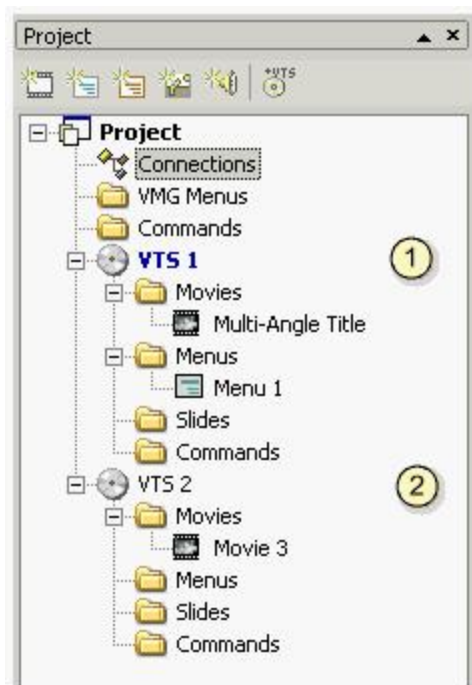 Project
+VTS
Project
Connections
VMG Menus
Commands
VTS 1
1
Movies
Multi-Angle Title
Menus
Menu 1
Slides
Commands
VTS 2
2
Movies
Movie 3
Menus
Slides
Commands